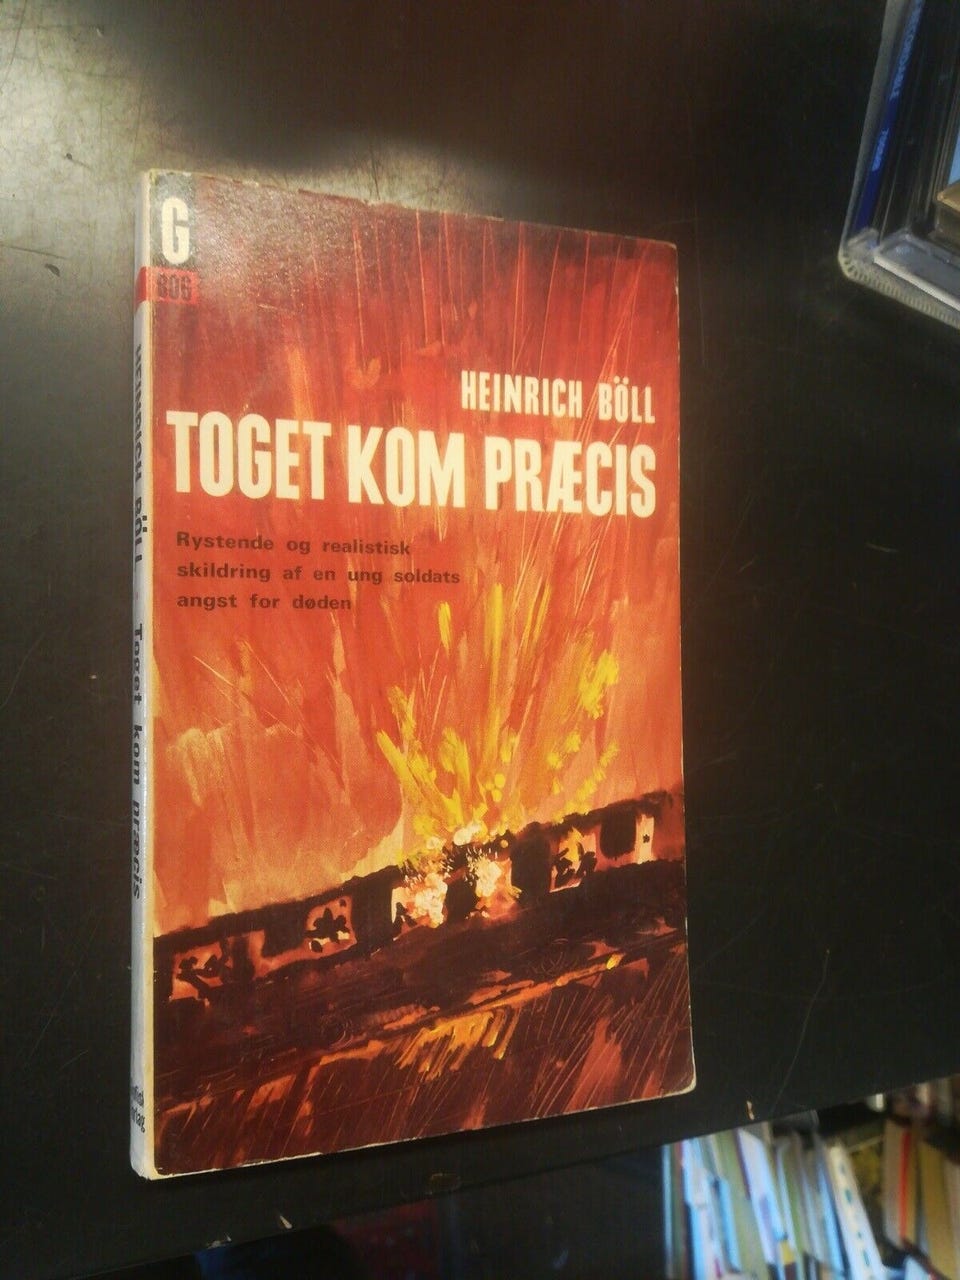 G
BOG
HEINRICH BÖLL
TOGET KOM PRÆCIS
Rystende og realistisk
skildring af en ung soldats
angst for døden
HEINRICH BÖLL - Toget kom præcis